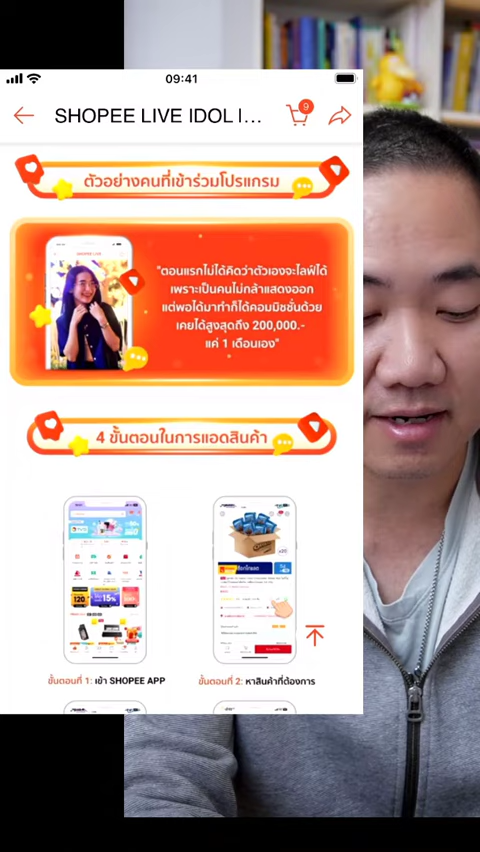 09:41
SHOPEE LIVE IDOL I...
9
ตัวอย่างคนที่เข้าร่วมโปรแกรม
SHOPEE LIVE
"ตอนแรกไม่ได้คิดว่าตัวเองจะไลฟ์ได้
เพราะเป็นคนไม่กล้าแสดงออก
แต่พอได้มาทำก็ได้คอมมิชชั่นด้วย
เคยได้สูงสุดถึง 200,000.-
แค่ 1 เดือนเอง"
4 ขั้นตอนในการแอดสินค้า
120
15%
ขั้นตอนที่ 1: เข้า SHOPEE APP
ขั้นตอนที่ 2: หาสินค้าที่ต้องการ